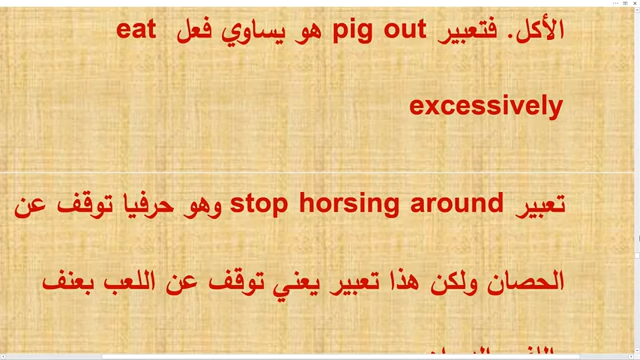 الأكل. فتعبير pig out هو يساوي فعل eat
excessively
تعبير stop horsing around وهو حرفيا توقف عن
الحصان ولكن هذا تعبير يعني توقف عن اللعب بعنف